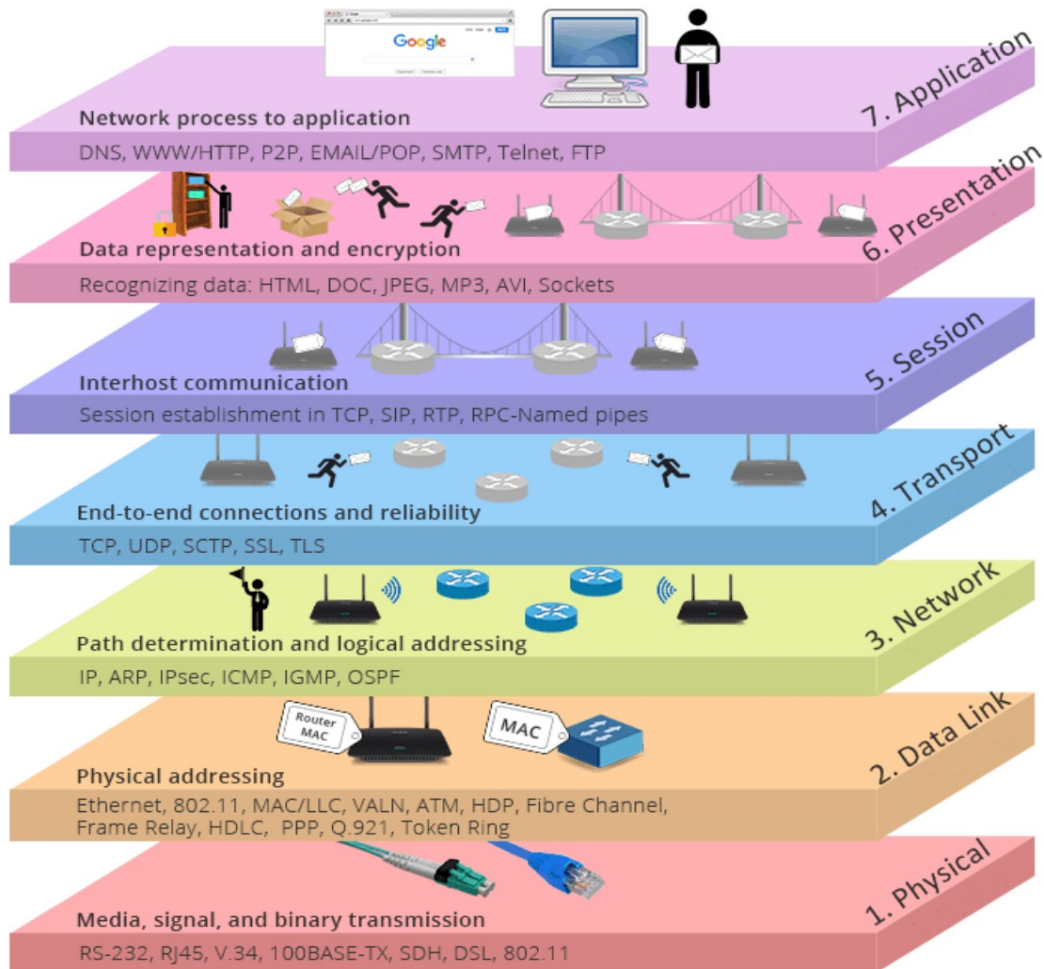 Google
7. Application
Network process to application
DNS, WWW/HTTP, P2P, EMAIL/POP, SMTP, Telnet, FTP
6. Presentation
Data representation and encryption
Recognizing data: HTML, DOC, JPEG, MP3, AVI, Sockets
5. Session
Interhost communication
Session establishment in TCP, SIP, RTP, RPC-Named pipes
4. Transport
End-to-end connections and reliability
TCP, UDP, SCTP, SSL, TLS
3. Network
Path determination and logical addressing
IP, ARP, IPsec, ICMP, IGMP, OSPF
2. Data Link
Router
MAC
MAC
Physical addressing
Ethernet, 802.11, MAC/LLC, VALN, ATM, HDP, Fibre Channel,
Frame Relay, HDLC, PPP, Q.921, Token Ring
1. Physical
Media, signal, and binary transmission
RS-232, RJ45, V.34, 100BASE-TX, SDH, DSL, 802.11